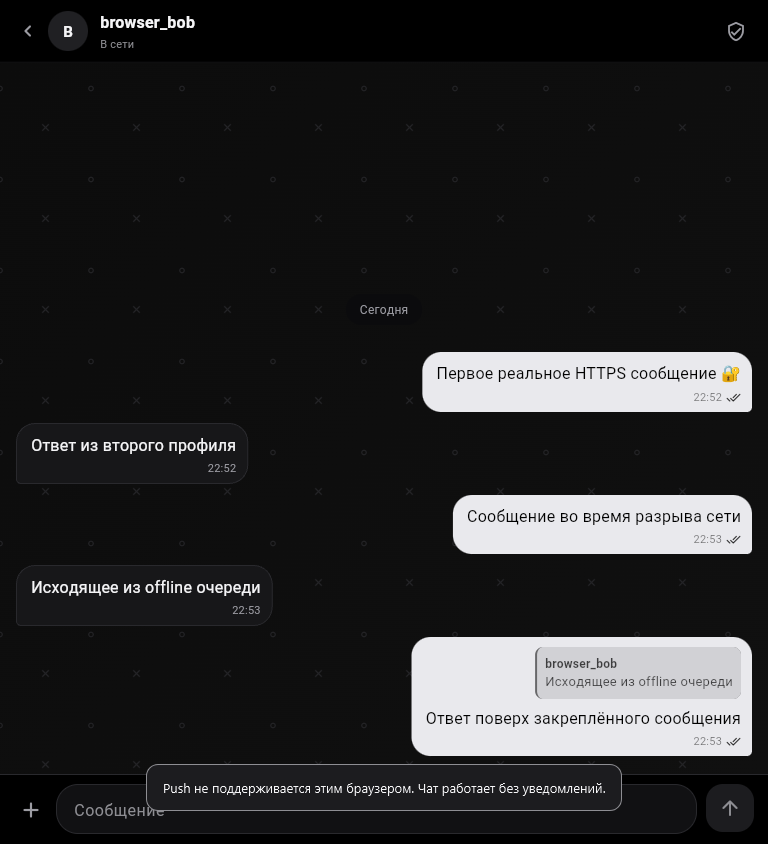 B
browser_bob
В сети
Сегодня
Первое реальное HTTPS сообщение 🔐
22:52
Ответ из второго профиля
22:52
Сообщение во время разрыва сети
22:53
Исходящее из offline очереди
22:53
browser_bob
Исходящее из offline очереди
Ответ поверх закреплённого сообщения
22:53
Push не поддерживается этим браузером. Чат работает без уведомлений.
Сообщение